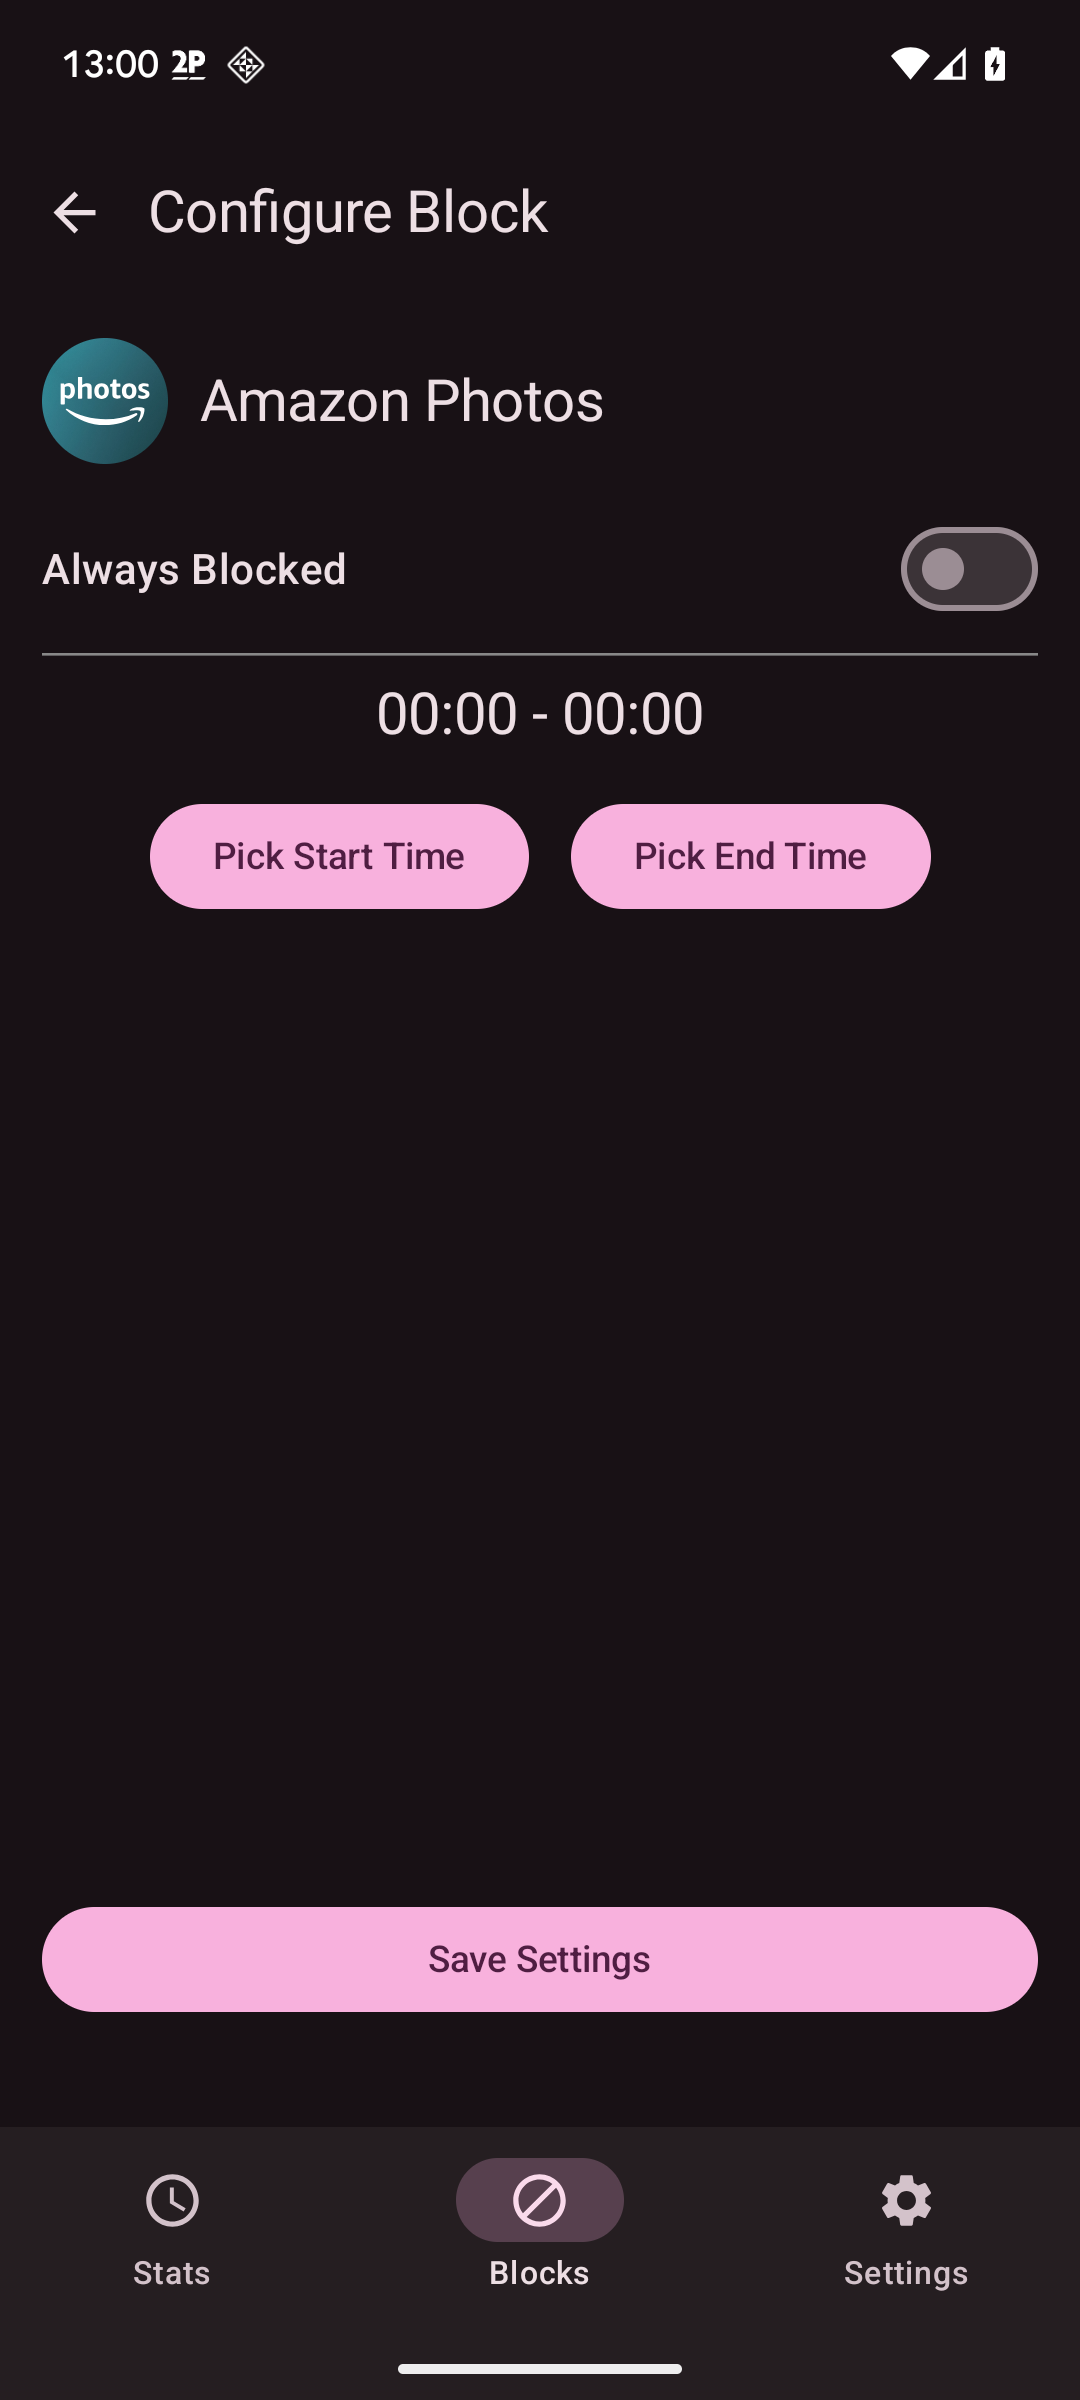 13:00 2P
Configure Block
photos
Amazon Photos
Always Blocked
00:00 - 00:00
Pick Start Time
Pick End Time
Save Settings
Stats
Blocks
Settings